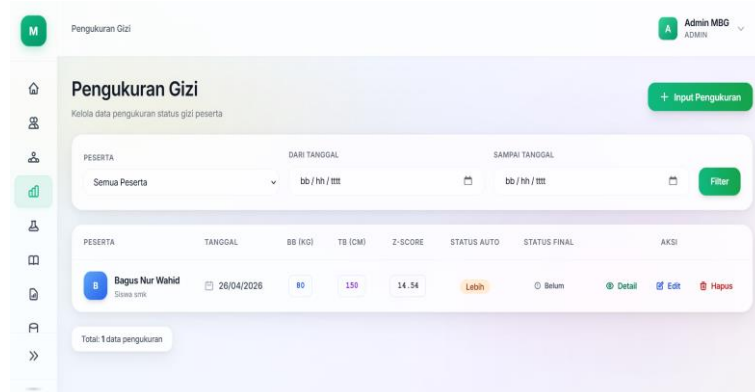 M
Pengukuran Gizi
A
Admin MBG
ADMIN
Pengukuran Gizi
Kelola data pengukuran status gizi peserta
+ Input Pengukuran
PESERTA DARI TANGGAL SAMPAI TANGGAL
Semua Peserta bb / hh / tttt bb / hh / tttt Filter
PESERTA TANGGAL BB (KG) TB (CM) Z-SCORE STATUS AUTO STATUS FINAL AKSI
B Bagus Nur Wahid 26/04/2026 80 150 14.54 Lebih Belum Detail Edit Hapus
Siswa smk
Total: 1 data pengukuran